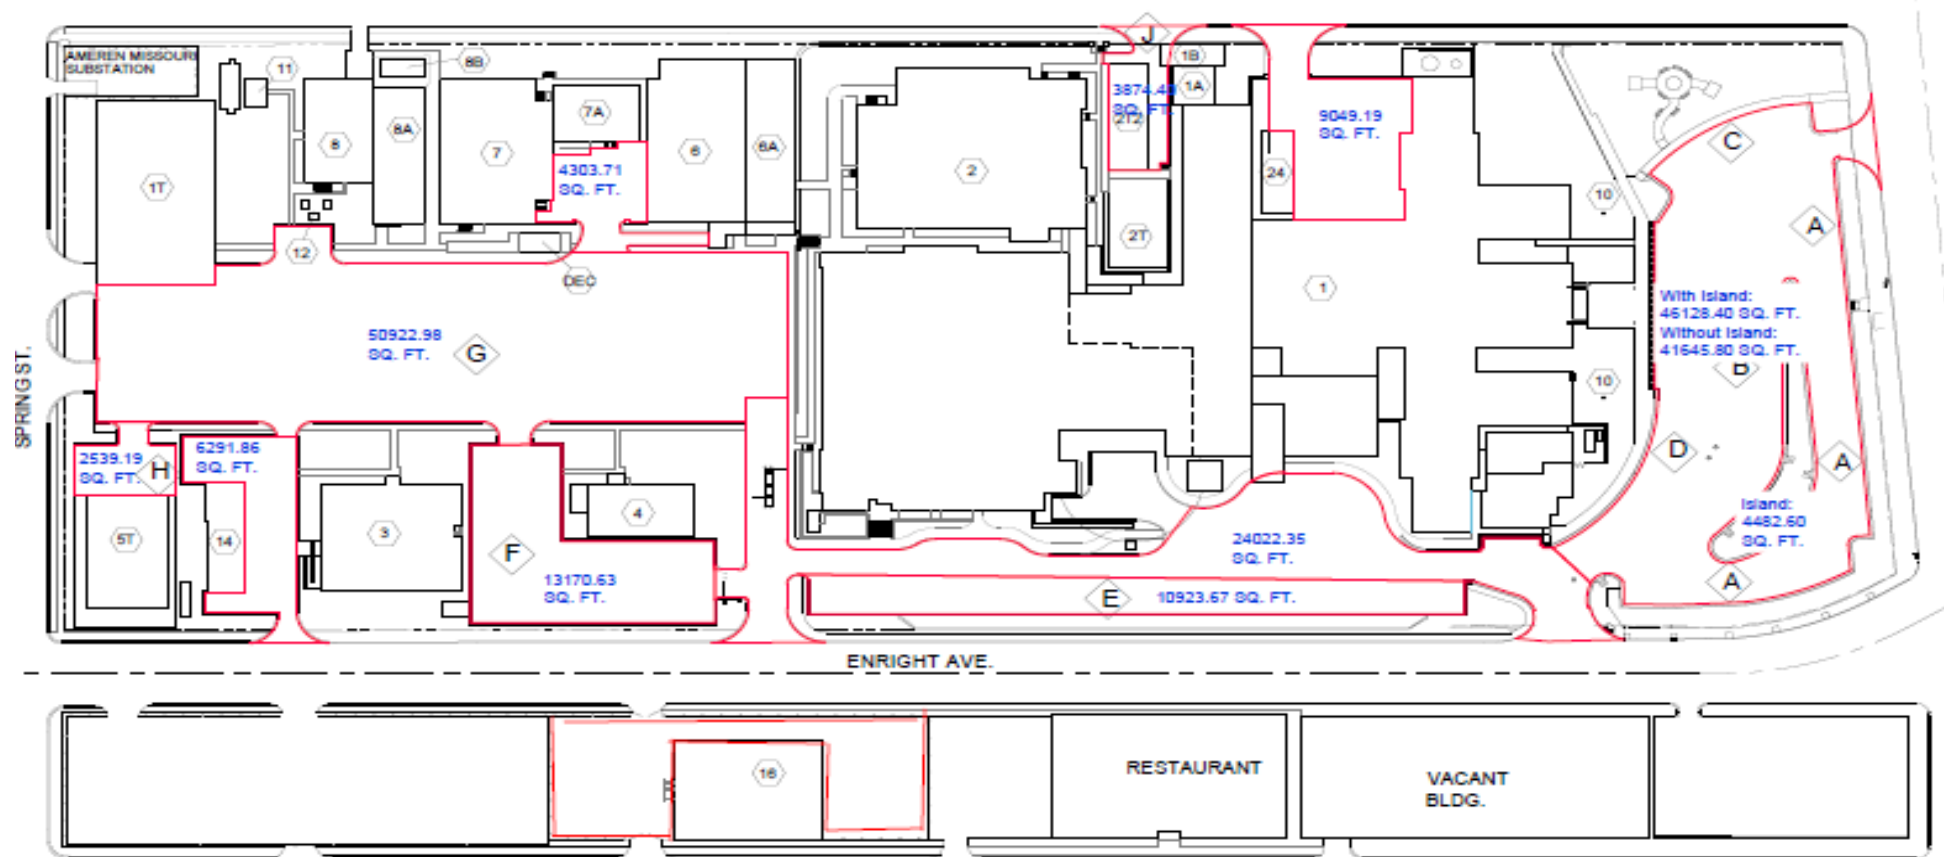 AMEREN MISSOURI
SUBSTATION
11
8B
J
1B
1A
3874.40
SQ. FT.
2T2
9049.19
SQ. FT.
7A
8A
8
7
6
6A
4303.71
SQ. FT.
2
24
C
1T
10
A
12
DEC
2T
1
With Island:
46128.40 SQ. FT.
Without Island:
41645.80 SQ. FT.
B
50922.98
SQ. FT.
G
SPRING ST.
10
6291.86
SQ. FT.
2539.19
SQ. FT.
H
D
A
5T
14
3
4
F
13170.63
SQ. FT.
24022.35
SQ. FT.
Island:
4482.60
SQ. FT.
A
E
10923.67 SQ. FT.
ENRIGHT AVE.
16
RESTAURANT
VACANT
BLDG.